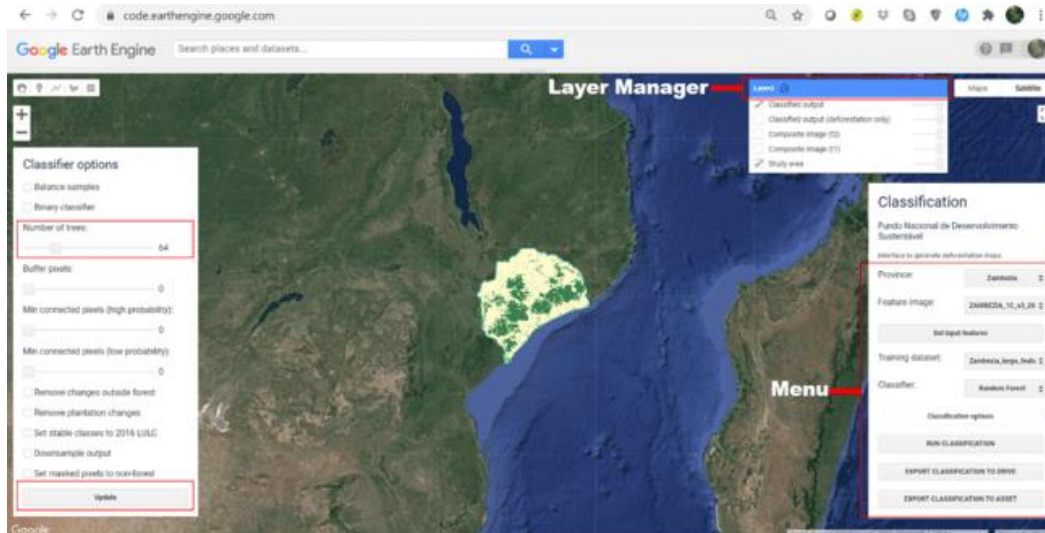 code.earthengine.google.com
Google Earth Engine
Search places and datasets...
Layer Manager
Layers
Maps
Satellite
Classified output
Classified output (deforestation only)
Composite image (t2)
Composite image (t1)
Study area
Classifier options
Balance samples
Binary classifier
Number of trees:
64
Buffer pixels:
0
Min connected pixels (high probability):
0
Min connected pixels (low probability):
0
Remove changes outside forest
Remove plantation changes
Set stable classes to 2016 LULC
Downsample output
Set masked pixels to non-forest
Update
Google
Classification
Fundo Nacional de Desenvolvimento
Sustentável
Interface to generate deforestation maps.
Province:
Zambezia
Feature image:
Set input features
Training dataset:
Classifier:
Random Forest
Menu
Classification options
RUN CLASSIFICATION
EXPORT CLASSIFICATION TO DRIVE
EXPORT CLASSIFICATION TO ASSET